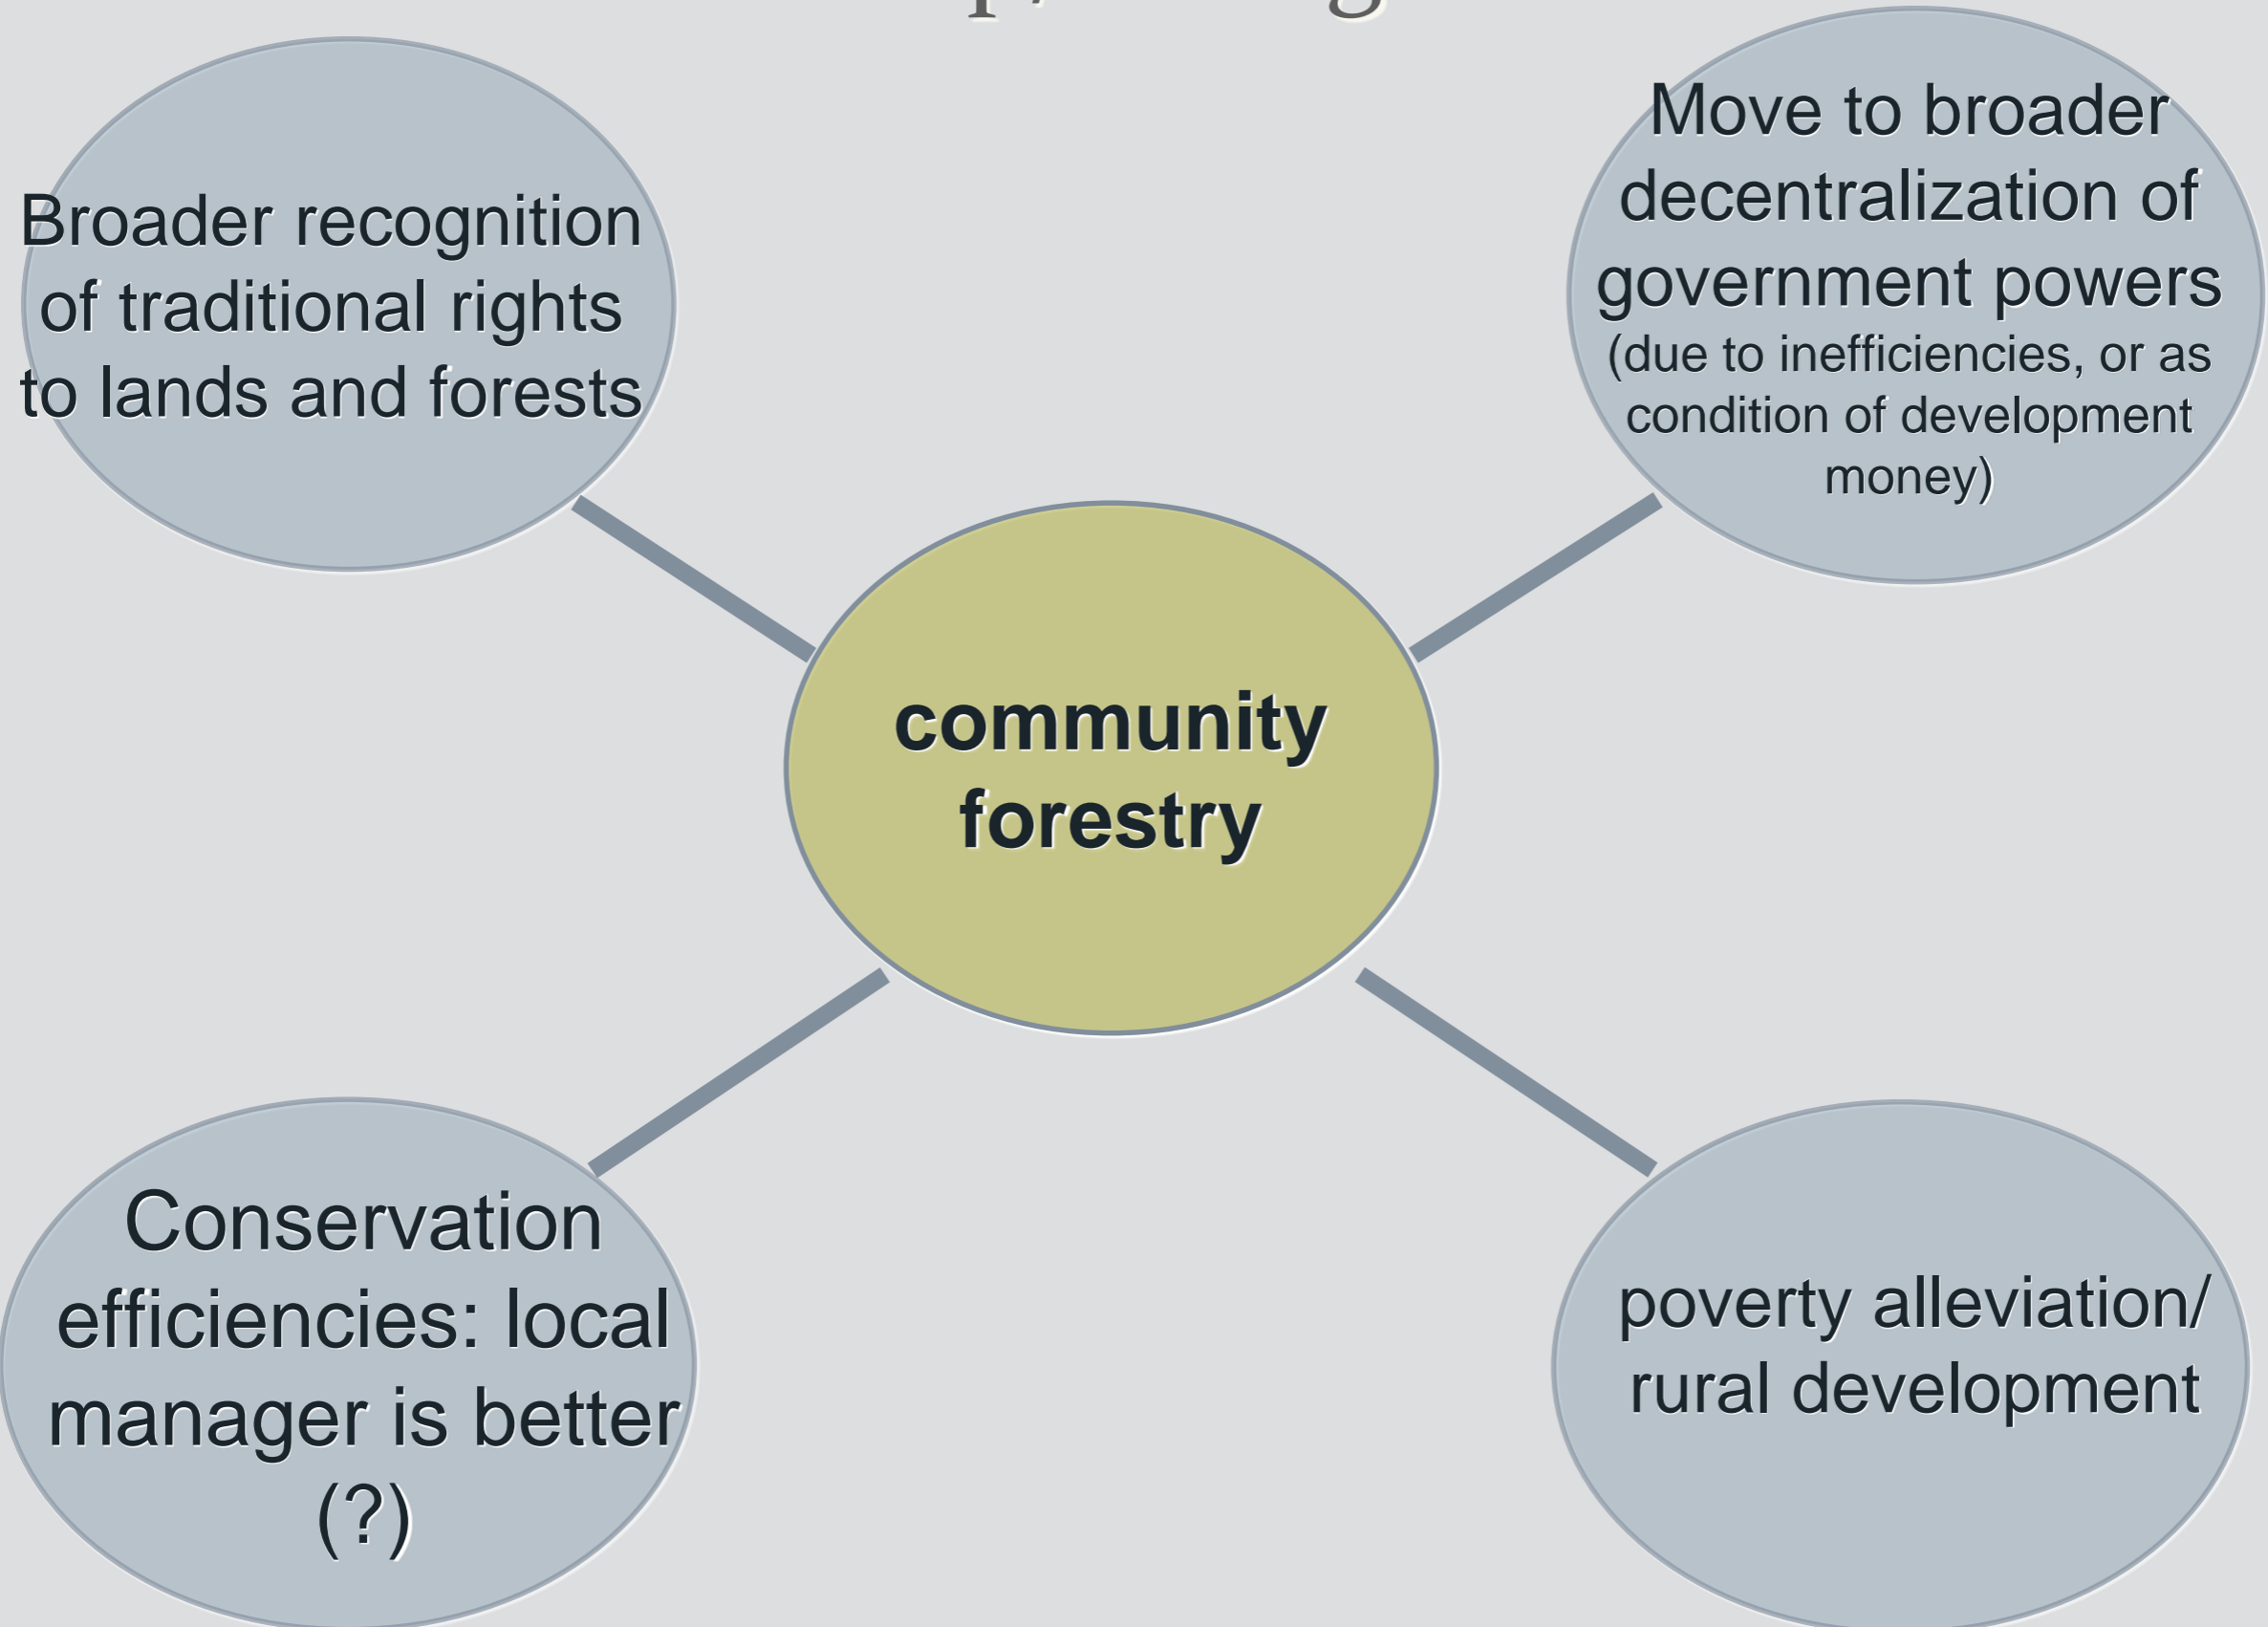 Broader recognition
of traditional rights
to lands and forests
Move to broader
decentralization of
government powers
(due to inefficiencies, or as
condition of development
money)
community
forestry
Conservation
efficiencies: local
manager is better
(?)
poverty alleviation/
rural development